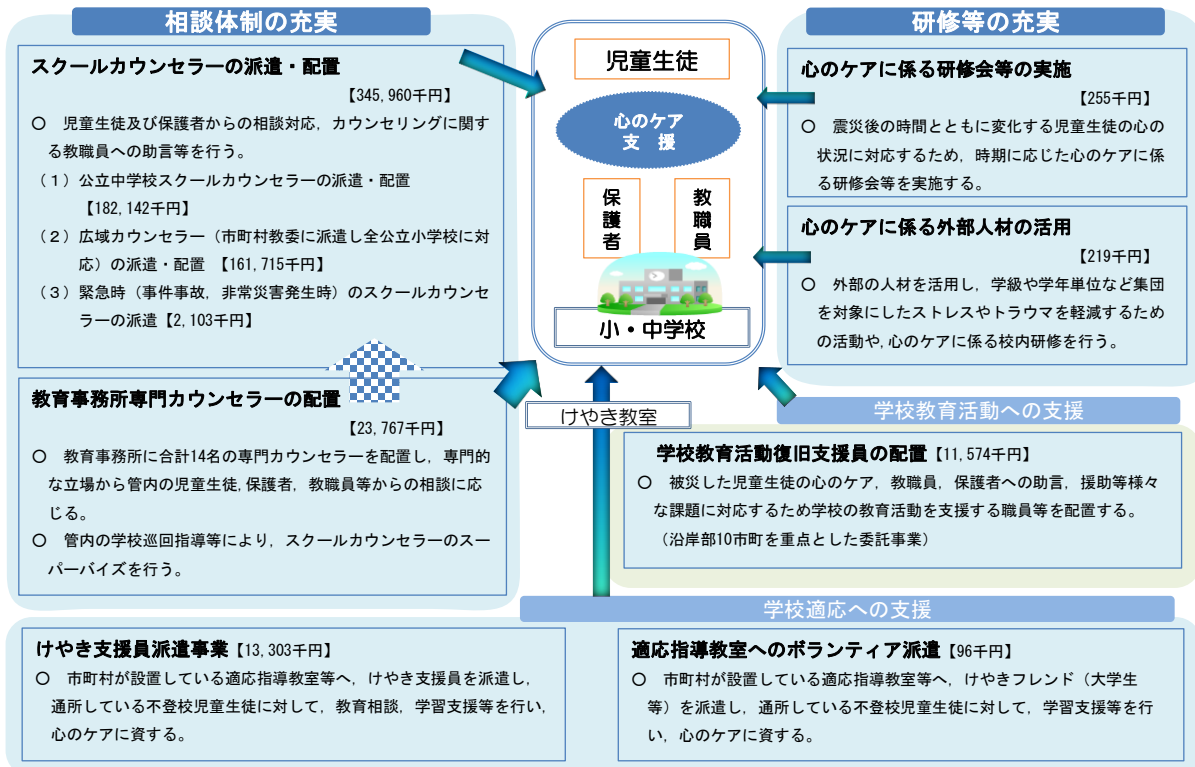 相談体制の充実
スクールカウンセラーの派遣・配置
【345,960千円】
○　児童生徒及び保護者からの相談対応，カウンセリングに関す
る教職員への助言等を行う。
（１）公立中学校スクールカウンセラーの派遣・配置
【182,142千円】
（２）広域カウンセラー（市町村教委に派遣し全公立小学校に対
応）の派遣・配置　【161,715千円】
（３）緊急時（事件事故，非常災害発生時）のスクールカウンセ
ラーの派遣【2,103千円】
教育事務所専門カウンセラーの配置
【23,767千円】
○　教育事務所に合計14名の専門カウンセラーを配置し，専門的
な立場から管内の児童生徒,保護者，教職員等からの相談に応
じる。
○　管内の学校巡回指導等により，スクールカウンセラーのスー
パーバイズを行う。
児童生徒
心のケア
支　援
保護者
教職員
小・中学校
けやき教室
研修等の充実
心のケアに係る研修会等の実施
【255千円】
○　震災後の時間とともに変化する児童生徒の心の
状況に対応するため，時期に応じた心のケアに係
る研修会等を実施する。
心のケアに係る外部人材の活用
【219千円】
○　外部の人材を活用し，学級や学年単位など集団
を対象にしたストレスやトラウマを軽減するため
の活動や,心のケアに係る校内研修を行う。
学校教育活動への支援
学校教育活動復旧支援員の配置【11,574千円】
○　被災した児童生徒の心のケア，教職員，保護者への助言，援助等様々
な課題に対応するため学校の教育活動を支援する職員等を配置する。
（沿岸部10市町を重点とした委託事業）
学校適応への支援
けやき支援員派遣事業【13,303千円】
○　市町村が設置している適応指導教室等へ，けやき支援員を派遣し，
通所している不登校児童生徒に対して，教育相談，学習支援等を行い，
心のケアに資する。
適応指導教室へのボランティア派遣【96千円】
○　市町村が設置している適応指導教室等へ，けやきフレンド（大学生
等）を派遣し，通所している不登校児童生徒に対して，学習支援等を行
い，心のケアに資する。